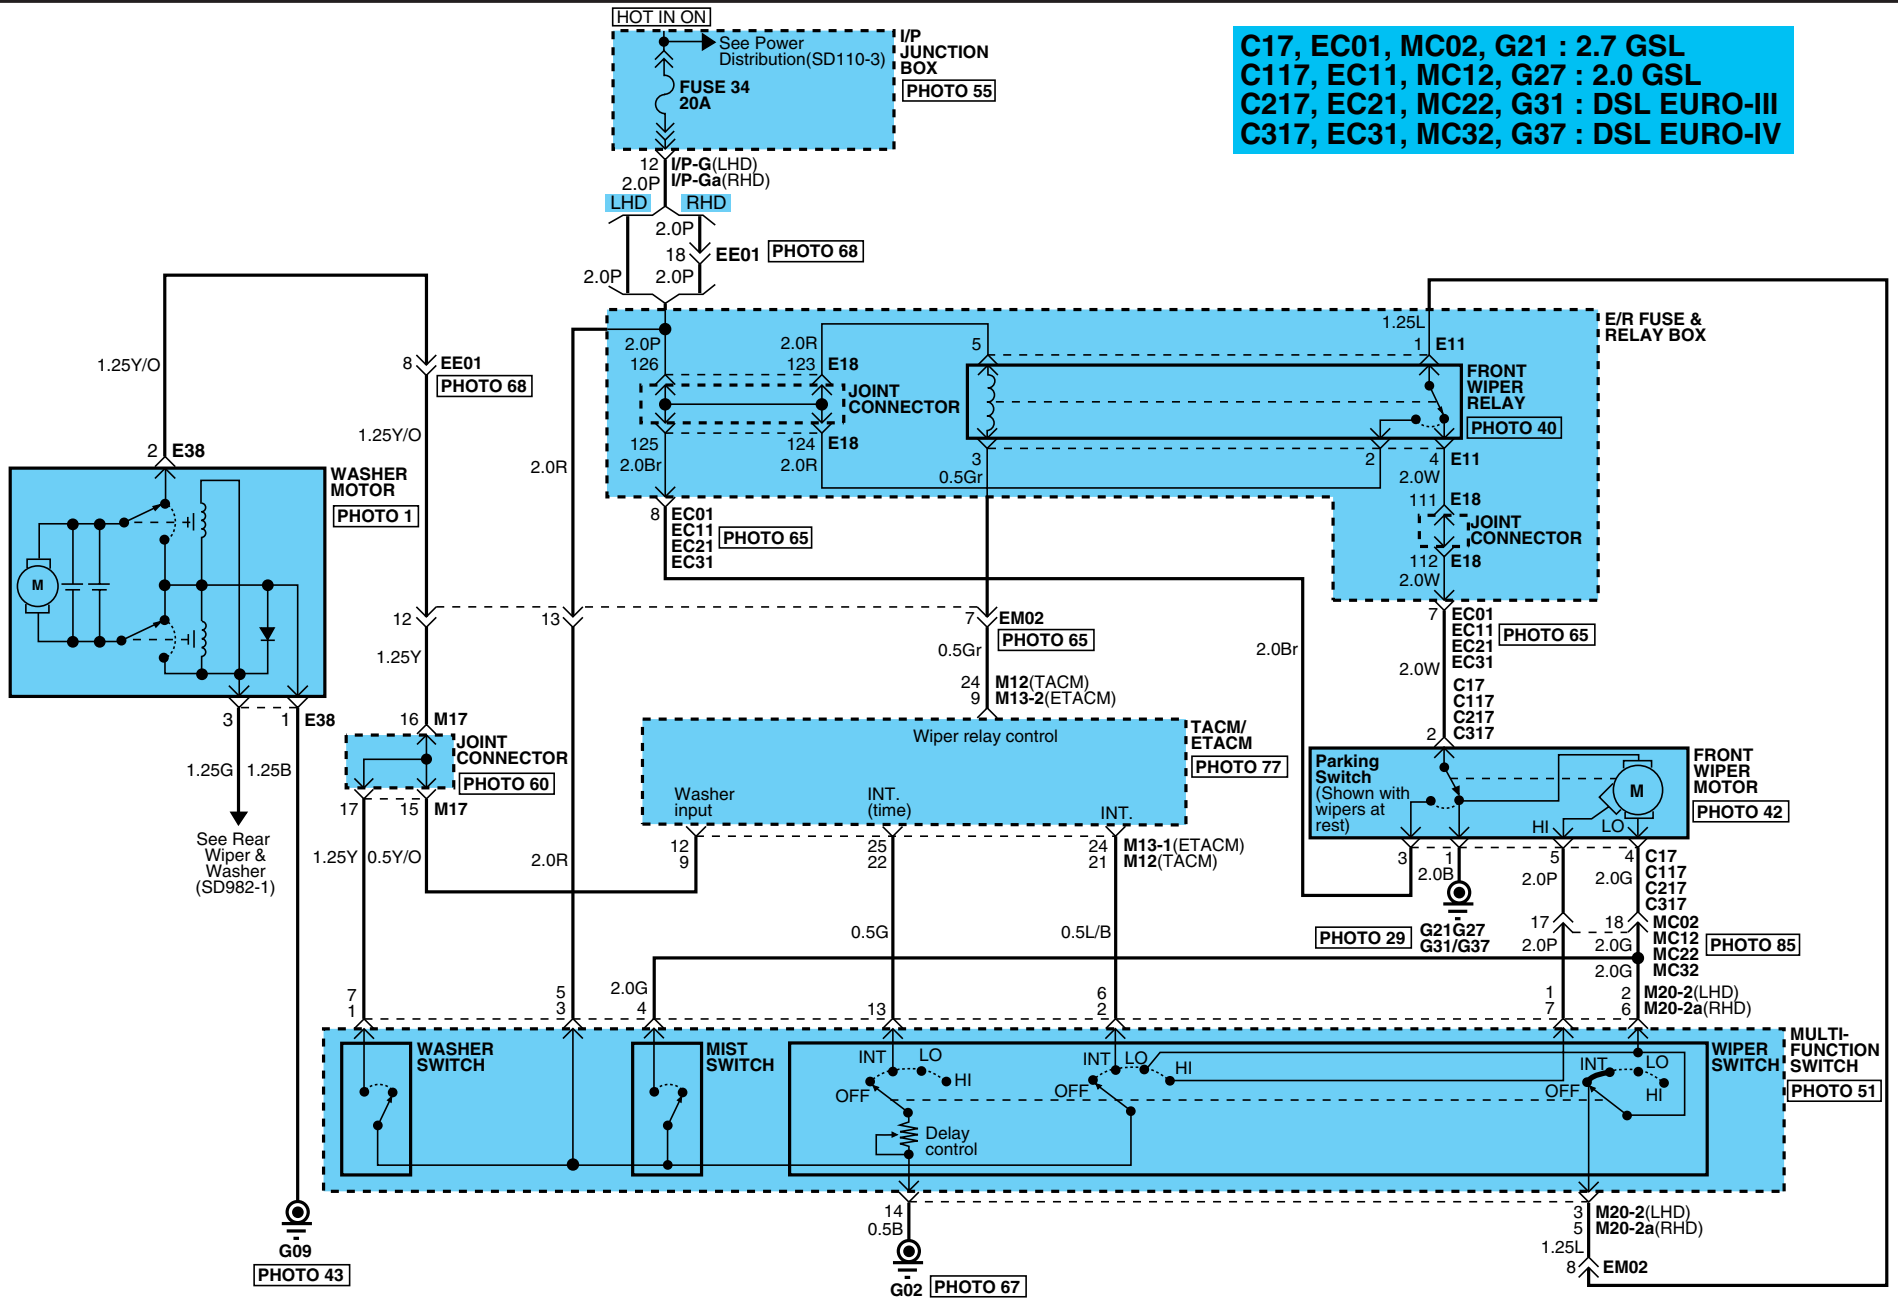 HOT IN ON
See Power
Distribution(SD110-3)
FUSE 34
20A
I/P
JUNCTION
BOX
PHOTO 55
C17, EC01, MC02, G21 : 2.7 GSL
C117, EC11, MC12, G27 : 2.0 GSL
C217, EC21, MC22, G31 : DSL EURO-III
C317, EC31, MC32, G37 : DSL EURO-IV
12 I/P-G(LHD)
2.0P I/P-Ga(RHD)
LHD RHD
2.0P
18 EE01 PHOTO 68
2.0P 2.0P
1.25Y/O
8 EE01
PHOTO 68
1.25Y/O
2.0R
E/R FUSE &
RELAY BOX
1.25L
2.0P 2.0R 5 1 E11
126 123 E18
JOINT
CONNECTOR
FRONT
WIPER
RELAY
PHOTO 40
125 124 E18
2.0Br 2.0R
3 2 4 E11
0.5Gr 2.0W
111 E18
JOINT
CONNECTOR
112 E18
2.0W
2 E38
WASHER
MOTOR
PHOTO 1
M
3 1 E38
1.25G 1.25B
See Rear
Wiper &
Washer
(SD982-1)
8 EC01
EC11
EC21
EC31
PHOTO 65
12 13 7 EM02
PHOTO 65
1.25Y
0.5Gr
2.0Br
7 EC01
EC11
EC21
EC31
PHOTO 65
2.0W
C17
C117
C217
2 C317
24 M12(TACM)
9 M13-2(ETACM)
16 M17
JOINT
CONNECTOR
PHOTO 60
17 15 M17
1.25Y 0.5Y/O
2.0R
Wiper relay control
TACM/
ETACM
PHOTO 77
Washer
input
INT.
(time)
INT.
12 25 24 M13-1(ETACM)
9 22 21 M12(TACM)
Parking
Switch
(Shown with
wipers at
rest)
M
HI LO
FRONT
WIPER
MOTOR
PHOTO 42
3 1 5 4 C17
C117
C217
C317
2.0B 2.0P 2.0G
PHOTO 29 G21G27
G31/G37
17 18 MC02
MC12
MC22
MC32
PHOTO 85
2.0P 2.0G
2.0G
0.5G 0.5L/B
2.0G
7 5 6 1 2 M20-2(LHD)
1 3 4 13 2 7 6 M20-2a(RHD)
WASHER
SWITCH
MIST
SWITCH
INT LO
HI
OFF
Delay
control
INT LO
HI
OFF
INT LO
HI
OFF
WIPER
SWITCH
MULTI-
FUNCTION
SWITCH
PHOTO 51
14
0.5B
G02 PHOTO 67
3 M20-2(LHD)
5 M20-2a(RHD)
1.25L
8 EM02
G09
PHOTO 43